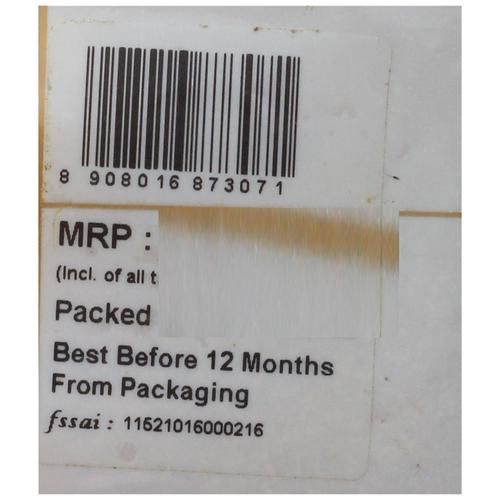 8 908016 873071
MRP :
(Incl. of all t
Packed
Best Before 12 Months
From Packaging
fssai : 11521016000216